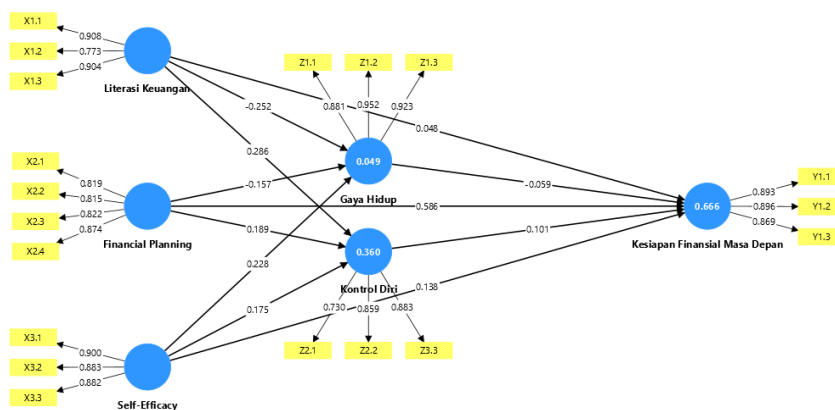 X1.1
0.908
X1.2
0.773
X1.3
0.904
Literasi Keuangan
Z1.1
Z1.2
Z1.3
0.881
0.952
0.923
-0.252
0.048
0.286
X2.1
0.819
X2.2
0.815
X2.3
0.822
X2.4
0.874
Financial Planning
-0.157
0.049
Gaya Hidup
-0.059
0.586
0.189
0.228
0.360
Kontrol Diri
0.101
0.666
Kesiapan Finansial Masa Depan
0.893
Y1.1
0.896
Y1.2
0.869
Y1.3
0.175
0.138
0.730
0.859
0.883
Z2.1
Z2.2
Z3.3
X3.1
0.900
X3.2
0.883
X3.3
0.882
Self-Efficacy